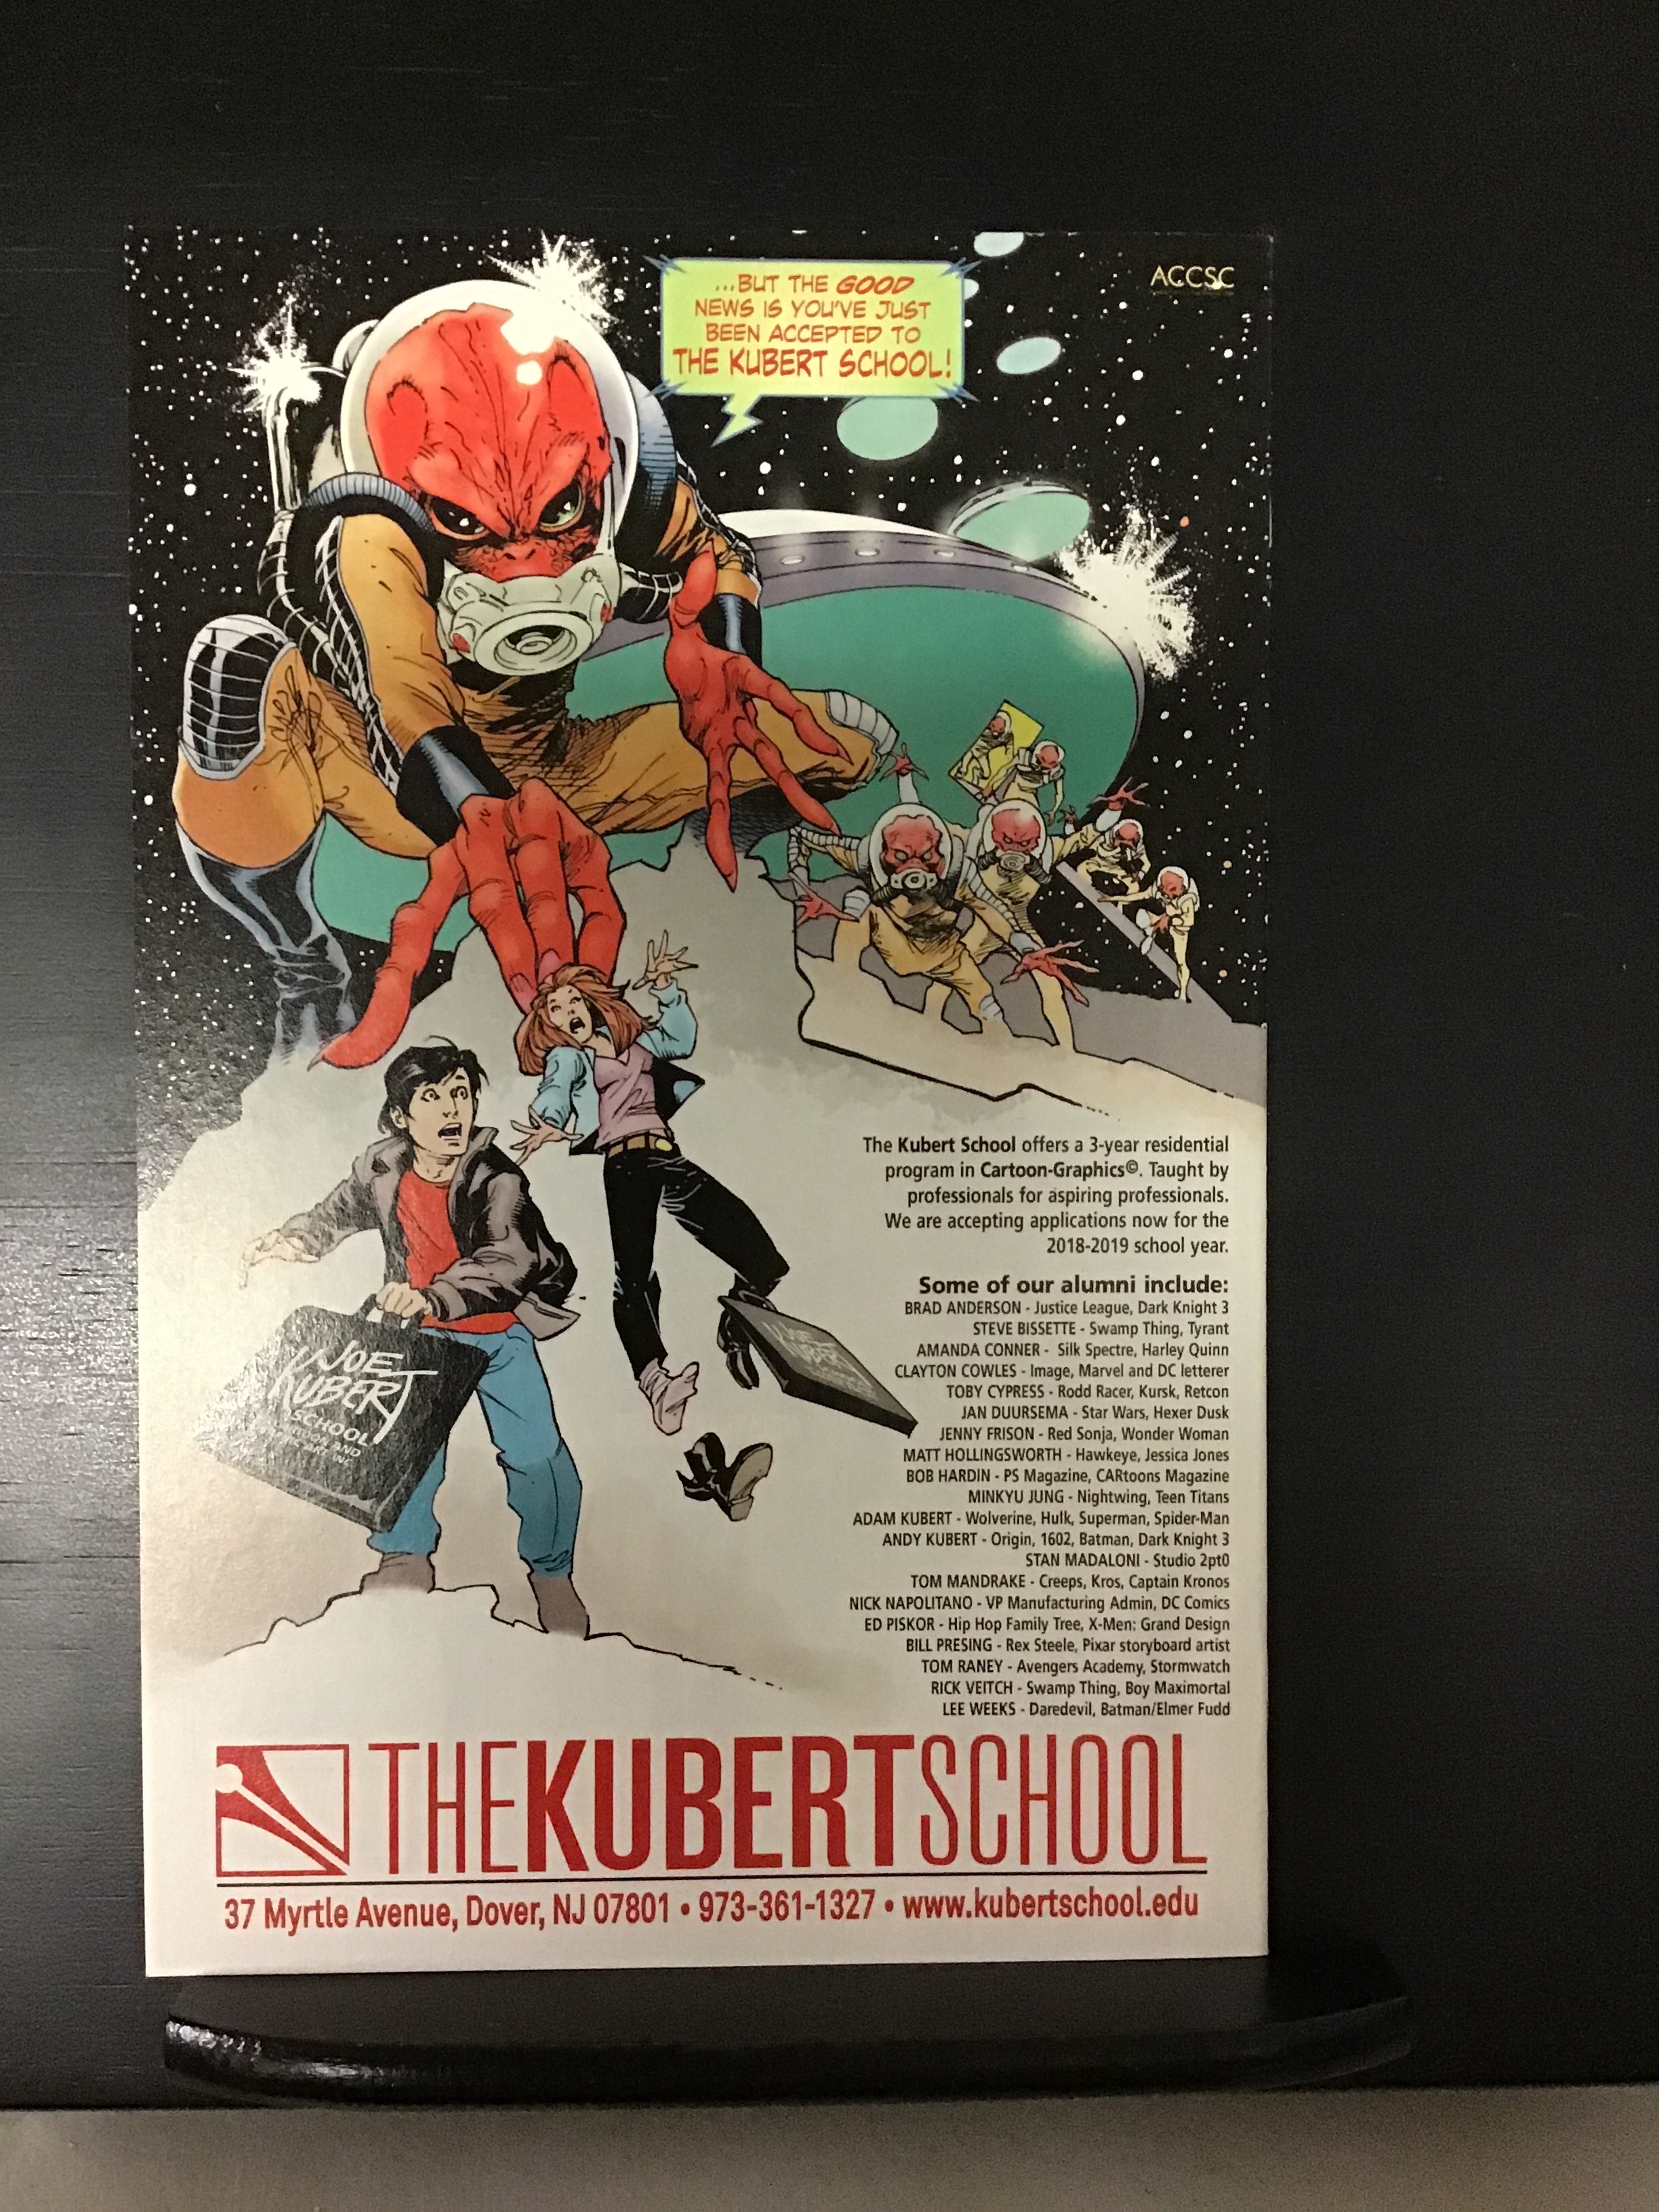 ...BUT THE GOOD
NEWS IS YOU'VE JUST
BEEN ACCEPTED TO
THE KUBERT SCHOOL!
ACCSC
The Kubert School offers a 3-year residential
program in Cartoon-Graphics©. Taught by
professionals for aspiring professionals.
We are accepting applications now for the
2018-2019 school year.
Some of our alumni include:
BRAD ANDERSON - Justice League, Dark Knight 3
STEVE BISSETTE - Swamp Thing, Tyrant
AMANDA CONNER - Silk Spectre, Harley Quinn
CLAYTON COWLES - Image, Marvel and DC letterer
TOBY CYPRESS - Rodd Racer, Kursk, Retcon
JAN DUURSEMA - Star Wars, Hexer Dusk
JENNY FRISON - Red Sonja, Wonder Woman
MATT HOLLINGSWORTH - Hawkeye, Jessica Jones
BOB HARDIN - PS Magazine, CARtoons Magazine
MINKYU JUNG - Nightwing, Teen Titans
ADAM KUBERT - Wolverine, Hulk, Superman, Spider-Man
ANDY KUBERT - Origin, 1602, Batman, Dark Knight 3
STAN MADALONI - Studio 2pt0
TOM MANDRAKE - Creeps, Kros, Captain Kronos
NICK NAPOLITANO - VP Manufacturing Admin, DC Comics
ED PISKOR - Hip Hop Family Tree, X-Men: Grand Design
BILL PRESING - Rex Steele, Pixar storyboard artist
TOM RANEY - Avengers Academy, Stormwatch
RICK VEITCH - Swamp Thing, Boy Maximortal
LEE WEEKS - Daredevil, Batman/Elmer Fudd
JOE
KUBERT
SCHOOL
AND
INC
JOE
KUBERT
THEKUBERTSCHOOL
37 Myrtle Avenue, Dover, NJ 07801 • 973-361-1327 • www.kubertschool.edu